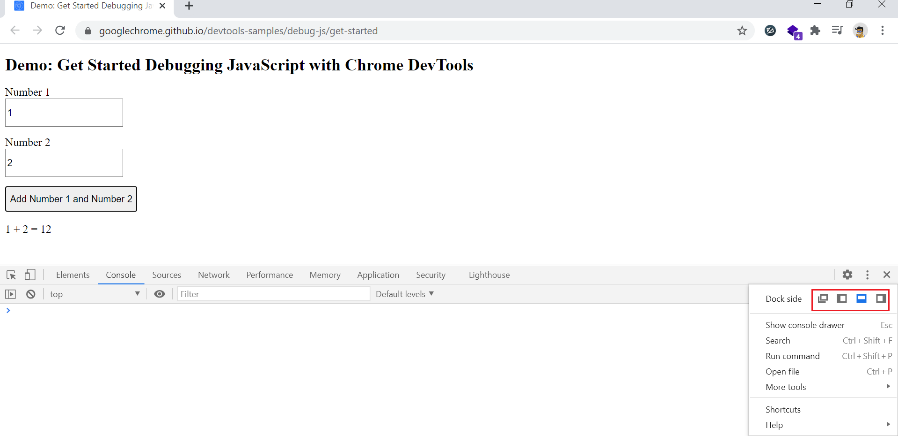 Demo: Get Started Debugging Ja
googlechrome.github.io/devtools-samples/debug-js/get-started
4
Demo: Get Started Debugging JavaScript with Chrome DevTools
Number 1
1
Number 2
2
Add Number 1 and Number 2
1 + 2 = 12
Elements Console Sources Network Performance Memory Application Security Lighthouse
top Filter Default levels
Dock side
Show console drawer Esc
Search Ctrl + Shift + F
Run command Ctrl + Shift + P
Open file Ctrl + P
More tools
Shortcuts
Help